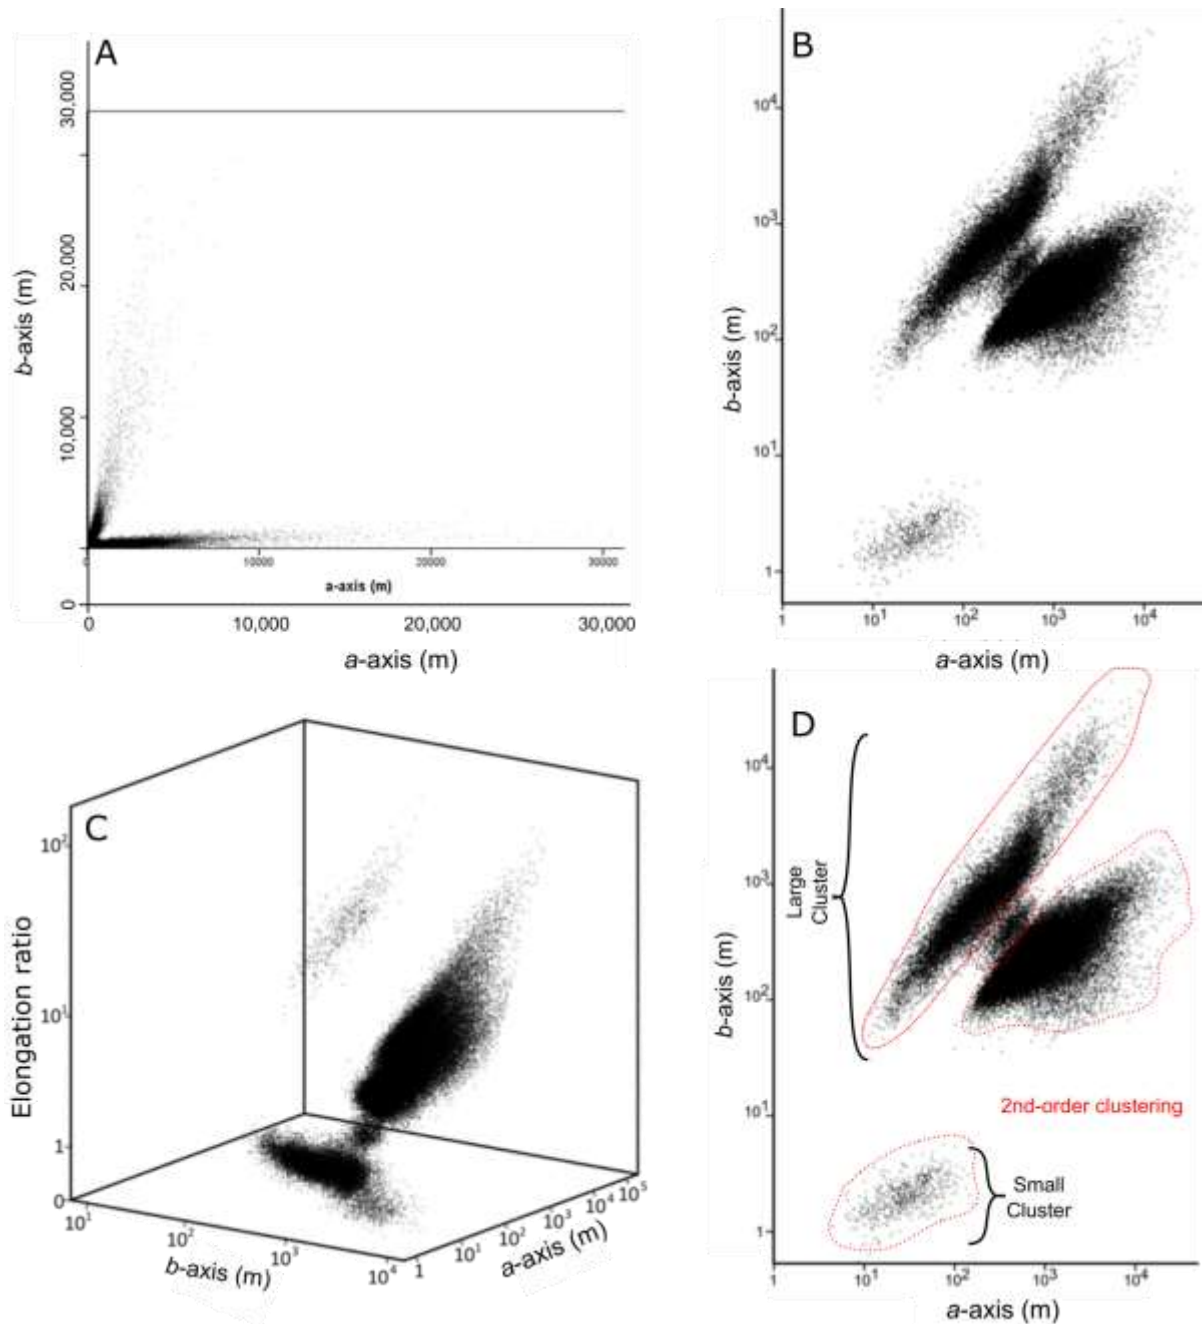 A
30,000
20,000
10,000
0
b-axis (m)
0
10000
20000
30000
a-axis (m)
0
10,000
20,000
30,000
a-axis (m)
B
10⁴
10³
10²
10¹
1
b-axis (m)
1
10¹
10²
10³
10⁴
a-axis (m)
C
10²
10¹
1
0
Elongation ratio
10¹
10²
10³
10⁴
b-axis (m)
1
10¹
10²
10³
10⁴
10⁵
a-axis (m)
D
10⁴
10³
10²
10¹
1
b-axis (m)
Large
Cluster
2nd-order clustering
Small
Cluster
1
10¹
10²
10³
10⁴
a-axis (m)